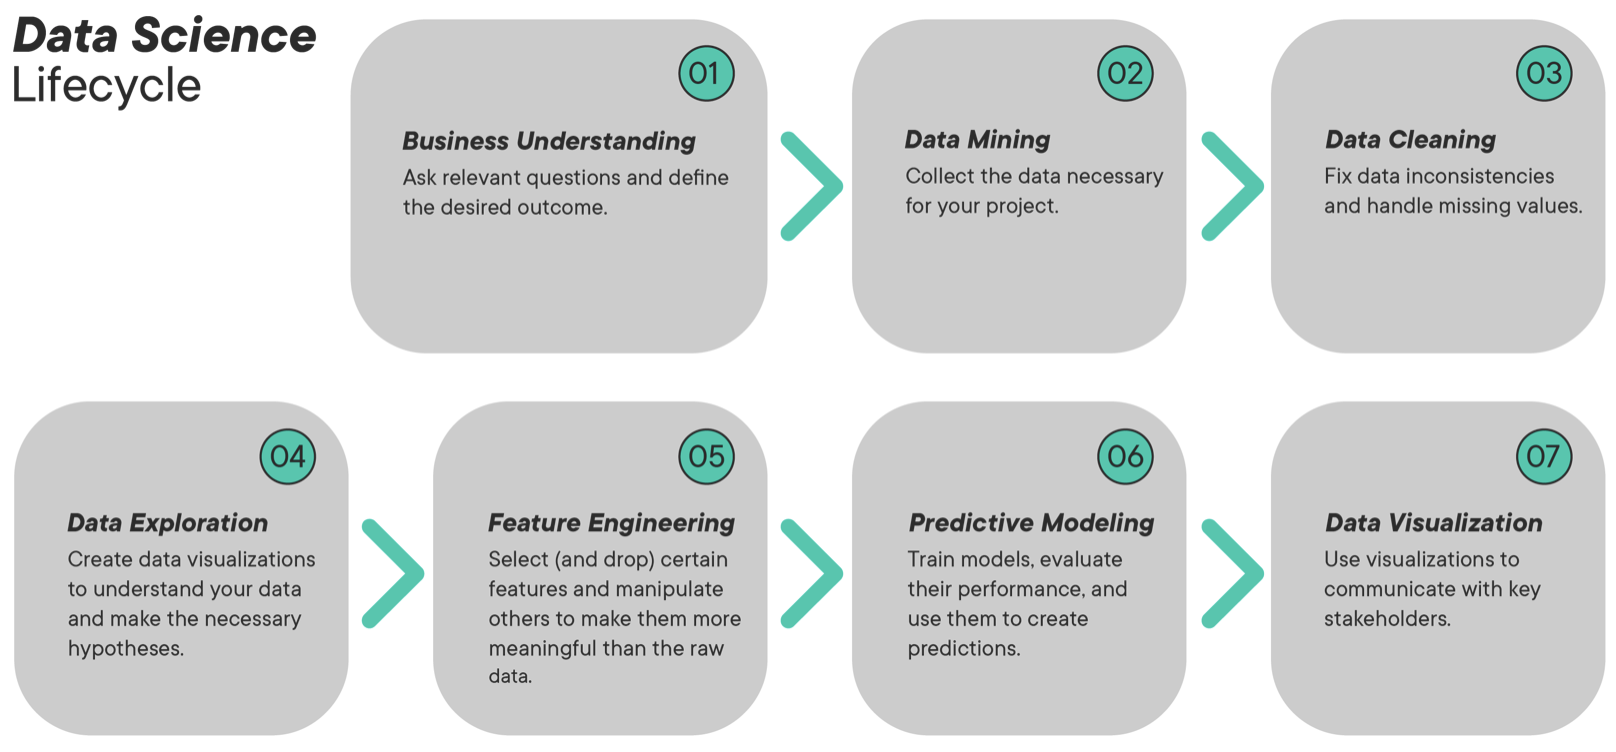 Data Science
Lifecycle
01
Business Understanding
Ask relevant questions and define
the desired outcome.
02
Data Mining
Collect the data necessary
for your project.
03
Data Cleaning
Fix data inconsistencies
and handle missing values.
04
Data Exploration
Create data visualizations
to understand your data
and make the necessary
hypotheses.
05
Feature Engineering
Select (and drop) certain
features and manipulate
others to make them more
meaningful than the raw
data.
06
Predictive Modeling
Train models, evaluate
their performance, and
use them to create
predictions.
07
Data Visualization
Use visualizations to
communicate with key
stakeholders.